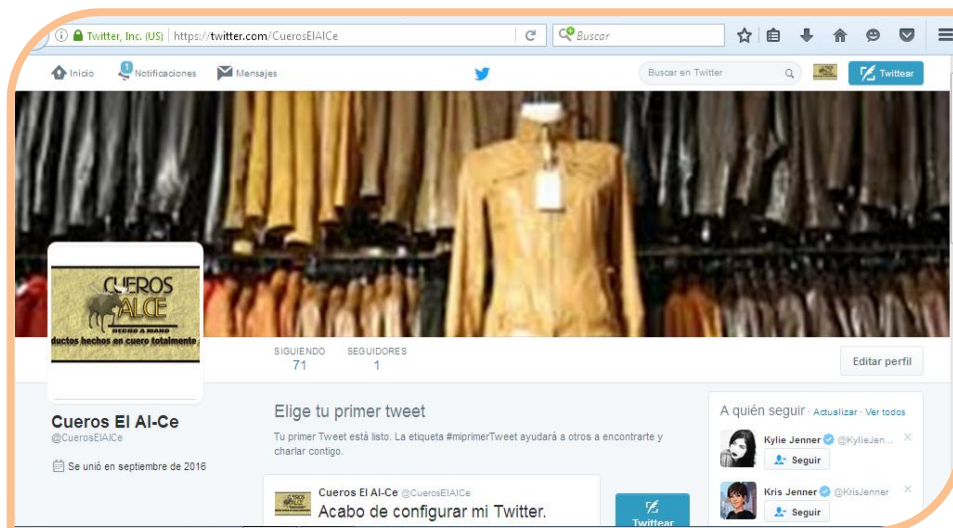 Twitter, Inc. (US) https://twitter.com/CuerosElAlCe Buscar
Inicio 1 Notificaciones Mensajes Buscar en Twitter Twittear
CUEROS
ALCE
HECHO A MANO
ductos hechos en cuero totalmente
SIGUIENDO SEGUIDORES
71 1
Editar perfil
Cueros El Al-Ce
@CuerosElAlCe
Se unió en septiembre de 2016
Elige tu primer tweet
Tu primer Tweet está listo. La etiqueta #miprimerTweet ayudará a otros a encontrarte y
charlar contigo.
Cueros El Al-Ce @CuerosElAlCe
Acabo de configurar mi Twitter.
Twittear
A quién seguir · Actualizar · Ver todos
Kylie Jenner @KylieJen...
Seguir
Kris Jenner @KrisJenner
Seguir